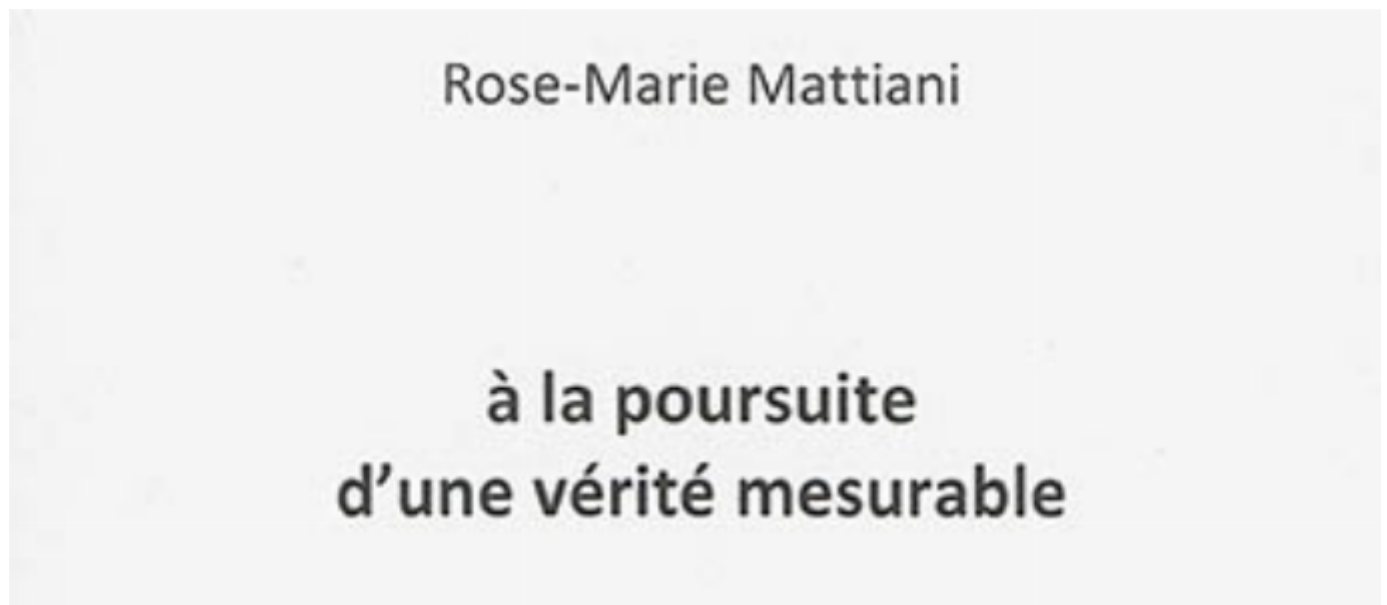 Rose-Marie Mattiani
à la poursuite
d’une vérité mesurable